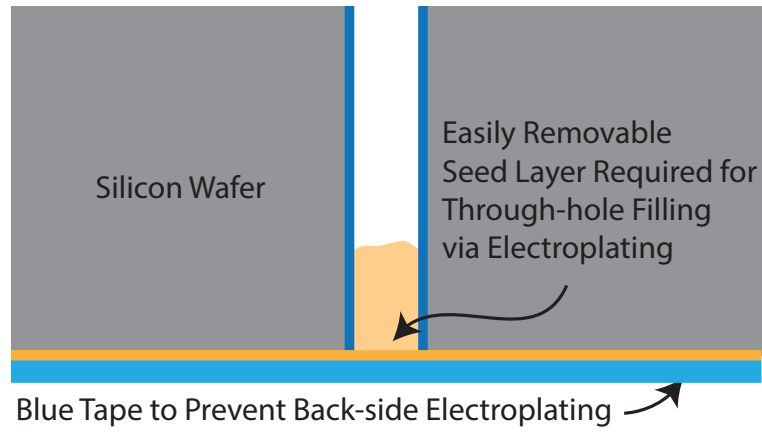 Silicon Wafer
Easily Removable
Seed Layer Required for
Through-hole Filling
via Electroplating
Blue Tape to Prevent Back-side Electroplating